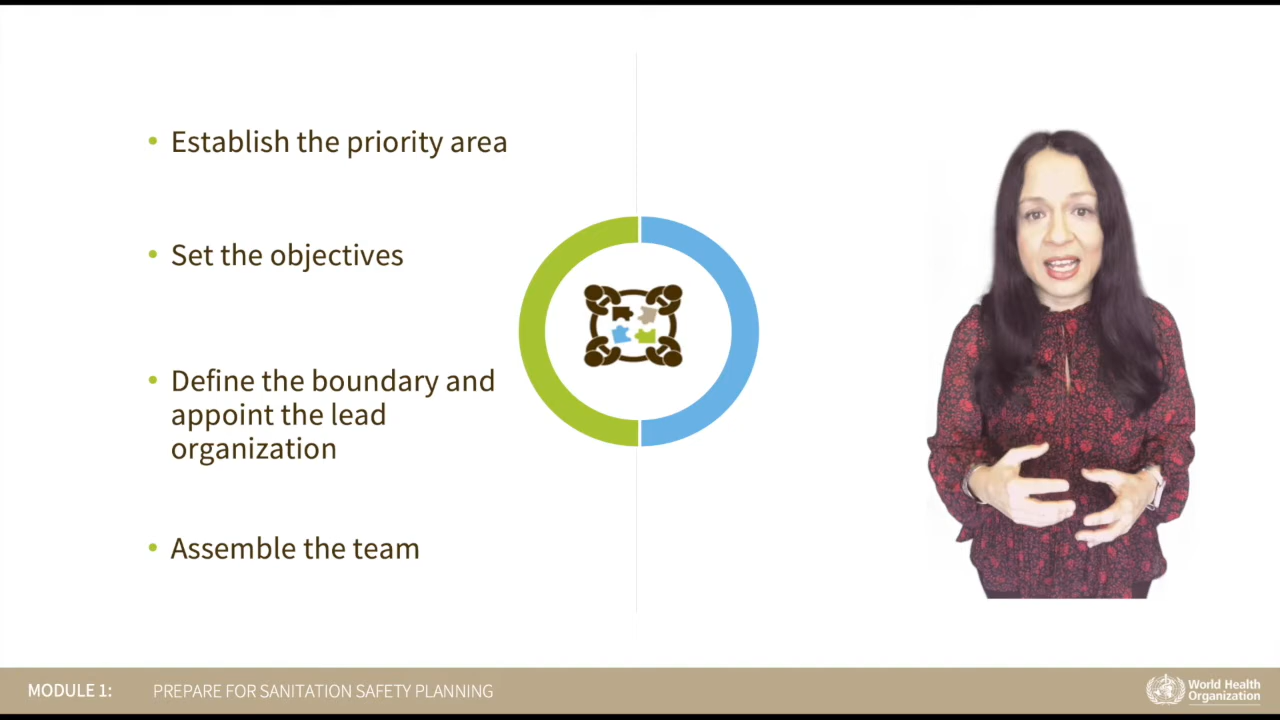 Establish the priority area
Set the objectives
Define the boundary and
appoint the lead
organization
Assemble the team
MODULE 1: PREPARE FOR SANITATION SAFETY PLANNING
World Health
Organization